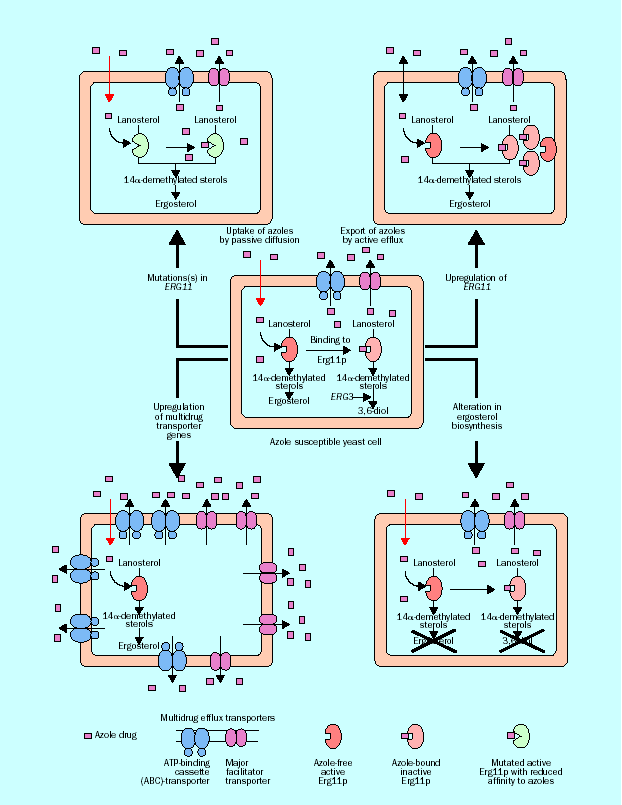 Lanosterol
Lanosterol
14α-demethylated sterols
Ergosterol
Lanosterol
Lanosterol
14α-demethylated sterols
Ergosterol
Uptake of azoles
by passive diffusion
Export of azoles
by active efflux
Mutations(s) in
ERG11
Upregulation of
ERG11
Lanosterol
Lanosterol
Binding to
Erg11p
14α-demethylated
sterols
14α-demethylated
sterols
Ergosterol
ERG3
3,6-diol
Azole susceptible yeast cell
Upregulation
of multidrug
transporter
genes
Alteration in
ergosterol
biosynthesis
Lanosterol
14α-demethylated
sterols
Ergosterol
Lanosterol
Lanosterol
14α-demethylated
sterols
14α-demethylated
sterols
Ergosterol
Multidrug efflux transporters
Azole drug
ATP-binding
cassette
(ABC)-transporter
Major
facilitator
transporter
Azole-free
active
Erg11p
Azole-bound
inactive
Erg11p
Mutated active
Erg11p with reduced
affinity to azoles